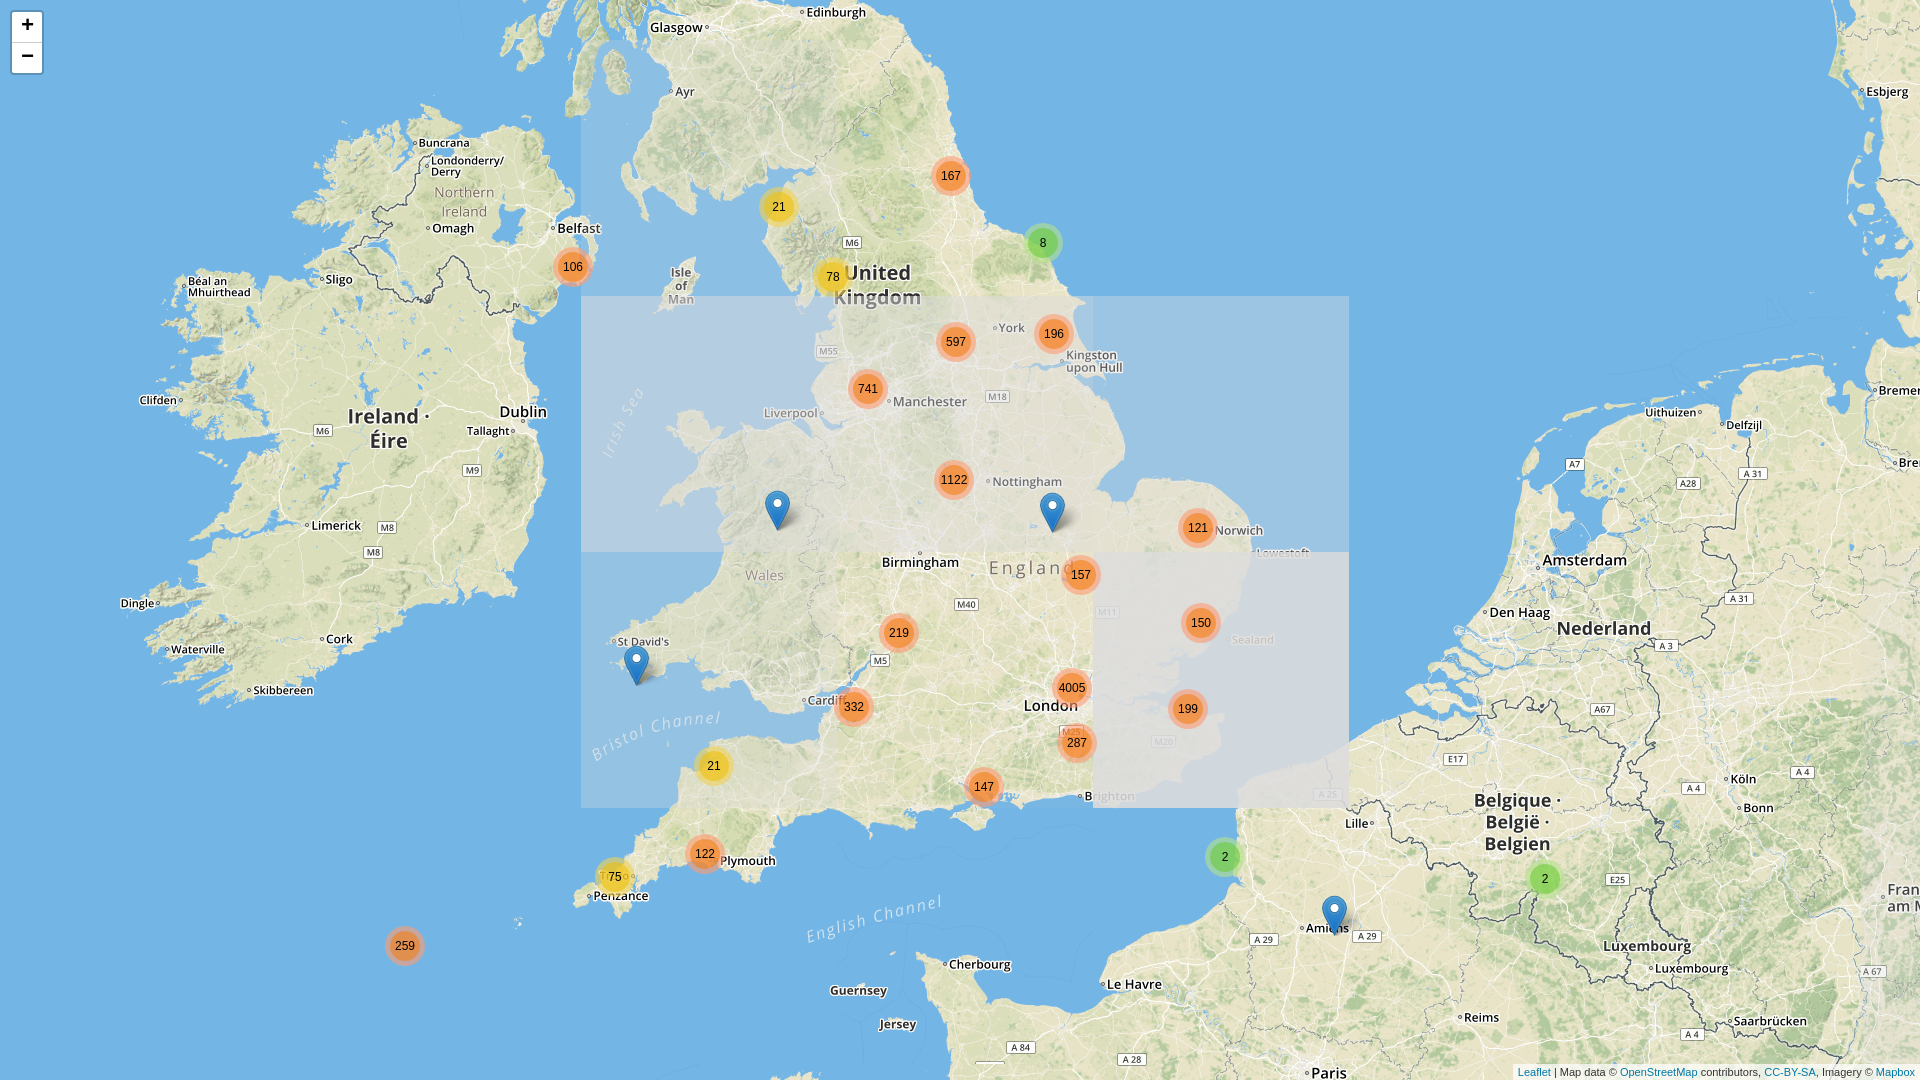 +
−
Edinburgh
Glasgow
Ayr
Esbjerg
Buncrana
Londonderry/
Derry
Northern
Ireland
Omagh
Belfast
167
21
8
M6
106
78
United
Kingdom
Isle
of
Man
Sligo
Béal an
Mhuirthead
York
196
597
M55
Kingston
upon Hull
741
Manchester
M18
Liverpool
Irish Sea
Clifden
Dublin
Ireland ·
Éire
Tallaght
M6
M9
Uithuizen
Delfzijl
A7
A 31
A28
1122
Nottingham
Limerick
M8
M8
121
Norwich
Lowestoft
Birmingham
England
157
Wales
Amsterdam
Dingle
M40
M11
A 31
Den Haag
Nederland
150
Sealand
219
Cork
Waterville
St David's
M5
A 3
Skibbereen
4005
London
Cardiff
332
199
A67
Bristol Channel
M25
287
M20
E17
21
147
Brighton
A 25
A 4
Köln
A 4
Bonn
Belgique ·
België ·
Belgien
Lille
122
Plymouth
2
75
Penzance
2
E25
English Channel
259
Amiens
A 29
A 29
Luxembourg
Luxembourg
A 67
Cherbourg
Le Havre
Guernsey
Jersey
Reims
Saarbrücken
A 84
A 28
A 4
Paris
Leaflet | Map data © OpenStreetMap contributors, CC-BY-SA, Imagery © Mapbox